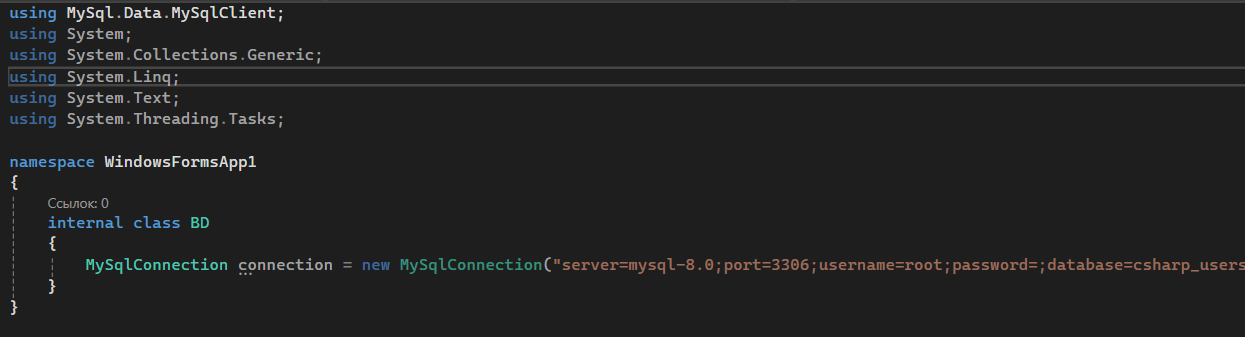 using MySql.Data.MySqlClient;
using System;
using System.Collections.Generic;
using System.Linq;
using System.Text;
using System.Threading.Tasks;
namespace WindowsFormsApp1
{
Ссылок: 0
internal class BD
{
MySqlConnection connection = new MySqlConnection("server=mysql-8.0;port=3306;username=root;password=;database=csharp_users
}
}